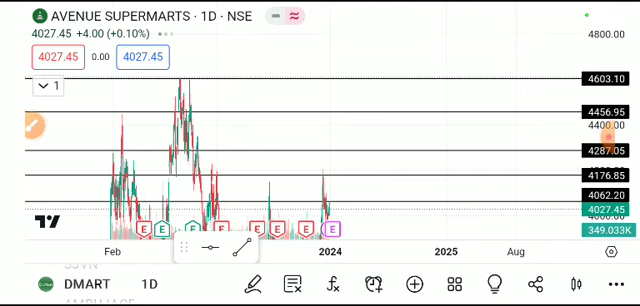 AVENUE SUPERMARTS · 1D · NSE
4027.45 +4.00 (+0.10%)
4027.45 0.00 4027.45
1
4800.00
4603.10
4456.95
4400.00
4287.05
4176.85
4062.20
4027.45
349.033K
E E E E E E E E
Feb 2024 2025 Aug
DMART 1D